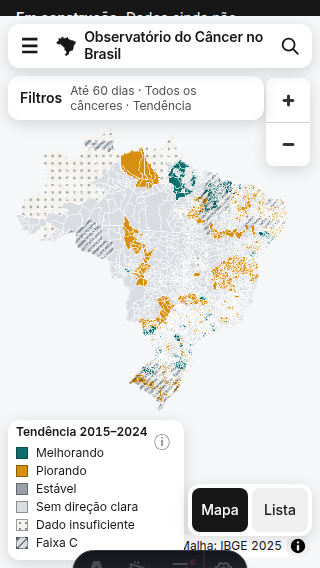 Observatório do Câncer no
Brasil
Filtros
Até 60 dias · Todos os
cânceres · Tendência
+
−
Tendência 2015–2024
Melhorando
Piorando
Estável
Sem direção clara
Dado insuficiente
Faixa C
Mapa
Lista
Malha: IBGE 2025